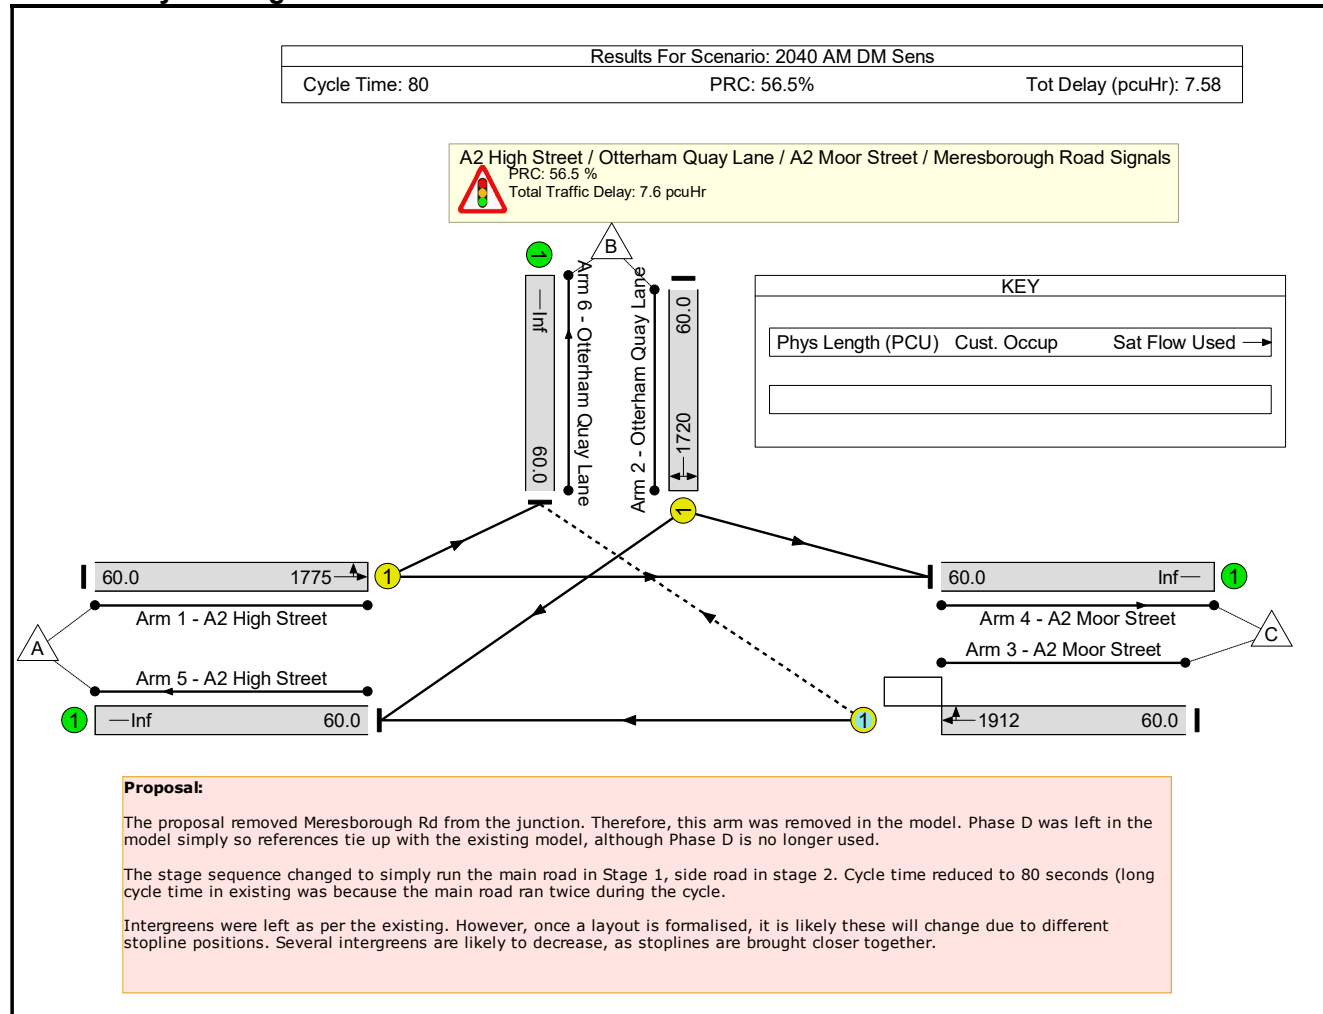 Results For Scenario: 2040 AM DM Sens
Cycle Time: 80 PRC: 56.5% Tot Delay (pcuHr): 7.58
A2 High Street / Otterham Quay Lane / A2 Moor Street / Meresborough Road Signals
PRC: 56.5 %
Total Traffic Delay: 7.6 pcuHr
B
1
Inf
60.0
Arm 6 - Otterham Quay Lane
Arm 2 - Otterham Quay Lane
60.0
1720
1
KEY
Phys Length (PCU) Cust. Occup Sat Flow Used
60.0 1775 1
Arm 1 - A2 High Street
A
Arm 5 - A2 High Street
1 Inf 60.0
60.0 Inf 1
Arm 4 - A2 Moor Street
C
Arm 3 - A2 Moor Street
1 1912 60.0
Proposal:
The proposal removed Meresborough Rd from the junction. Therefore, this arm was removed in the model. Phase D was left in the
model simply so references tie up with the existing model, although Phase D is no longer used.
The stage sequence changed to simply run the main road in Stage 1, side road in stage 2. Cycle time reduced to 80 seconds (long
cycle time in existing was because the main road ran twice during the cycle.
Intergreens were left as per the existing. However, once a layout is formalised, it is likely these will change due to different
stopline positions. Several intergreens are likely to decrease, as stoplines are brought closer together.